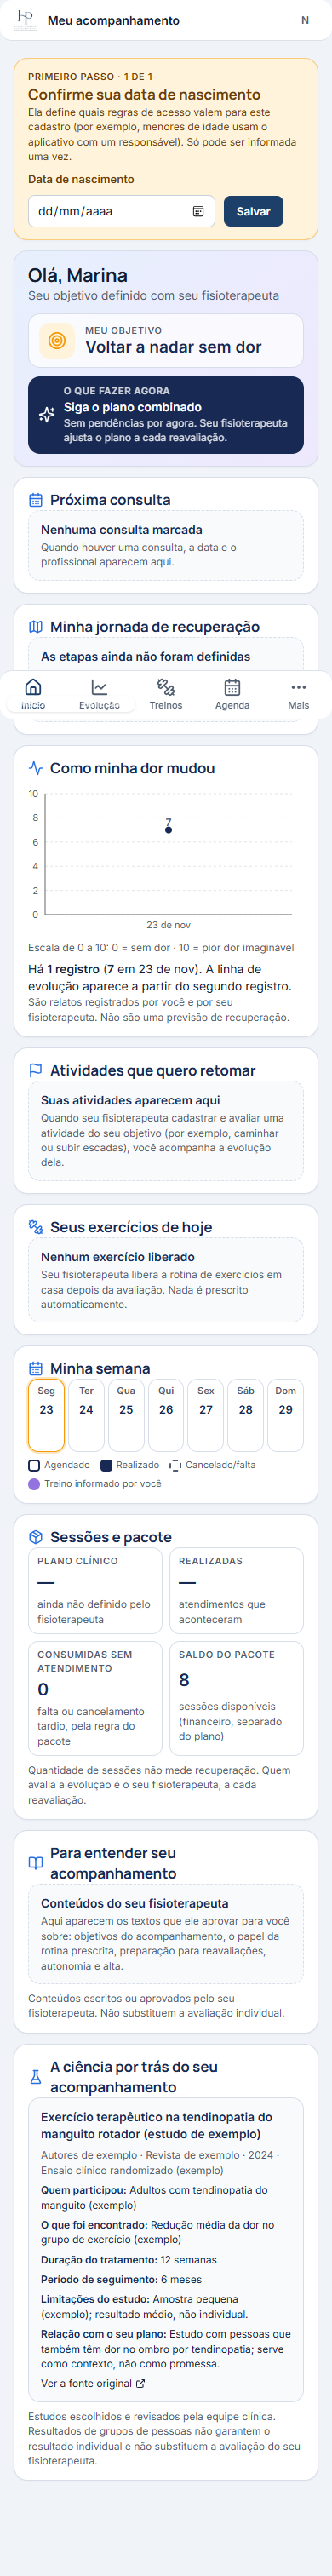 HP
Meu acompanhamento
N
PRIMEIRO PASSO · 1 DE 1
Confirme sua data de nascimento
Ela define quais regras de acesso valem para este
cadastro (por exemplo, menores de idade usam o
aplicativo com um responsável). Só pode ser informada
uma vez.
Data de nascimento
dd/mm/aaaa
Salvar
Olá, Marina
Seu objetivo definido com seu fisioterapeuta
MEU OBJETIVO
Voltar a nadar sem dor
O QUE FAZER AGORA
Siga o plano combinado
Sem pendências por agora. Seu fisioterapeuta
ajusta o plano a cada reavaliação.
Próxima consulta
Nenhuma consulta marcada
Quando houver uma consulta, a data e o
profissional aparecem aqui.
Minha jornada de recuperação
As etapas ainda não foram definidas
Início
Evolução
Treinos
Agenda
Mais
Como minha dor mudou
10
8
6
4
2
0
7
23 de nov
Escala de 0 a 10: 0 = sem dor · 10 = pior dor imaginável
Há 1 registro (7 em 23 de nov). A linha de
evolução aparece a partir do segundo registro.
São relatos registrados por você e por seu
fisioterapeuta. Não são uma previsão de recuperação.
Atividades que quero retomar
Suas atividades aparecem aqui
Quando seu fisioterapeuta cadastrar e avaliar uma
atividade do seu objetivo (por exemplo, caminhar
ou subir escadas), você acompanha a evolução
dela.
Seus exercícios de hoje
Nenhum exercício liberado
Seu fisioterapeuta libera a rotina de exercícios em
casa depois da avaliação. Nada é prescrito
automaticamente.
Minha semana
Seg Ter Qua Qui Sex Sáb Dom
23 24 25 26 27 28 29
Agendado Realizado Cancelado/falta
Treino informado por você
Sessões e pacote
PLANO CLÍNICO
—
ainda não definido pelo
fisioterapeuta
REALIZADAS
—
atendimentos que
aconteceram
CONSUMIDAS SEM
ATENDIMENTO
0
falta ou cancelamento
tardio, pela regra do
pacote
SALDO DO PACOTE
8
sessões disponíveis
(financeiro, separado
do plano)
Quantidade de sessões não mede recuperação. Quem
avalia a evolução é o seu fisioterapeuta, a cada
reavaliação.
Para entender seu
acompanhamento
Conteúdos do seu fisioterapeuta
Aqui aparecem os textos que ele aprovar para você
sobre: objetivos do acompanhamento, o papel da
rotina prescrita, preparação para reavaliações,
autonomia e alta.
Conteúdos escritos ou aprovados pelo seu
fisioterapeuta. Não substituem a avaliação individual.
A ciência por trás do seu
acompanhamento
Exercício terapêutico na tendinopatia do
manguito rotador (estudo de exemplo)
Autores de exemplo · Revista de exemplo · 2024 ·
Ensaio clínico randomizado (exemplo)
Quem participou: Adultos com tendinopatia do
manguito (exemplo)
O que foi encontrado: Redução média da dor no
grupo de exercício (exemplo)
Duração do tratamento: 12 semanas
Período de seguimento: 6 meses
Limitações do estudo: Amostra pequena
(exemplo); resultado médio, não individual.
Relação com o seu plano: Estudo com pessoas que
também têm dor no ombro por tendinopatia; serve
como contexto, não como promessa.
Ver a fonte original
Estudos escolhidos e revisados pela equipe clínica.
Resultados de grupos de pessoas não garantem o
resultado individual e não substituem a avaliação do seu
fisioterapeuta.